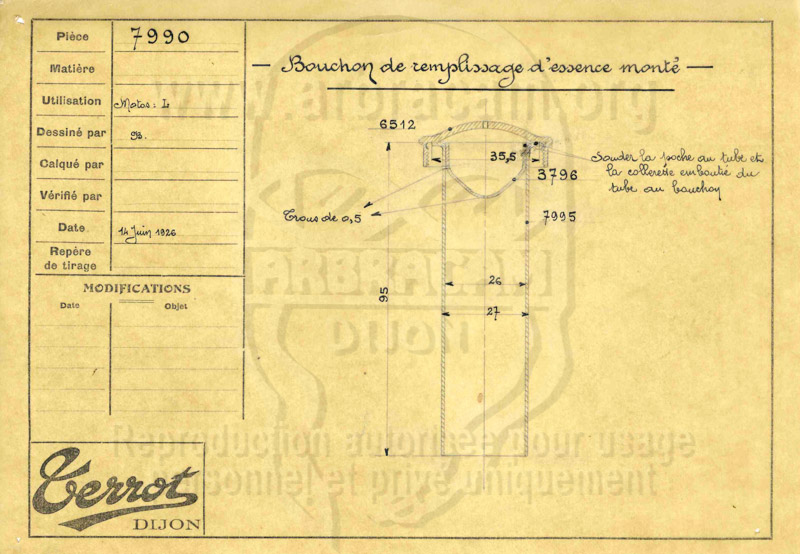 Pièce 7990
Matière
Utilisation Motos : L
Dessiné par
Calqué par
Vérifié par
Date 14 Juin 1926
Repère
de tirage
MODIFICATIONS
Date Objet
— Bouchon de remplissage d'essence monté —
www.arbracam.org
6512
35,5
3796
Souder la poche au tube et
la collerette emboutie du
tube au bouchon
Trous de 0,5
7995
95
26
27
ARBRACAM
DIJON
Reproduction autorisée pour usage
personnel et privé uniquement
Terrot
DIJON